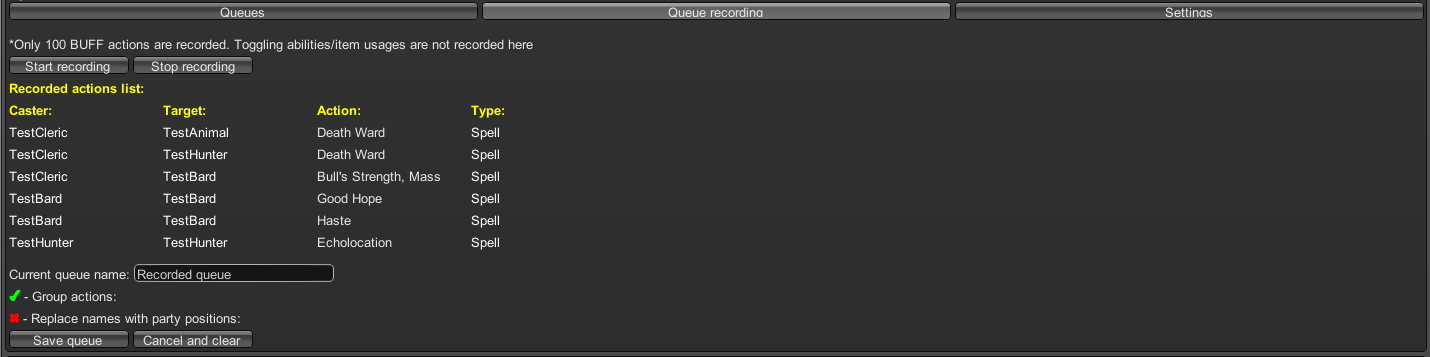 Queues Queue recording Settings
*Only 100 BUFF actions are recorded. Toggling abilities/item usages are not recorded here
Start recording Stop recording
Recorded actions list:
Caster: Target: Action: Type:
TestCleric TestAnimal Death Ward Spell
TestCleric TestHunter Death Ward Spell
TestCleric TestBard Bull's Strength, Mass Spell
TestBard TestBard Good Hope Spell
TestBard TestBard Haste Spell
TestHunter TestHunter Echolocation Spell
Current queue name: Recorded queue
✔ - Group actions:
✖ - Replace names with party positions:
Save queue Cancel and clear